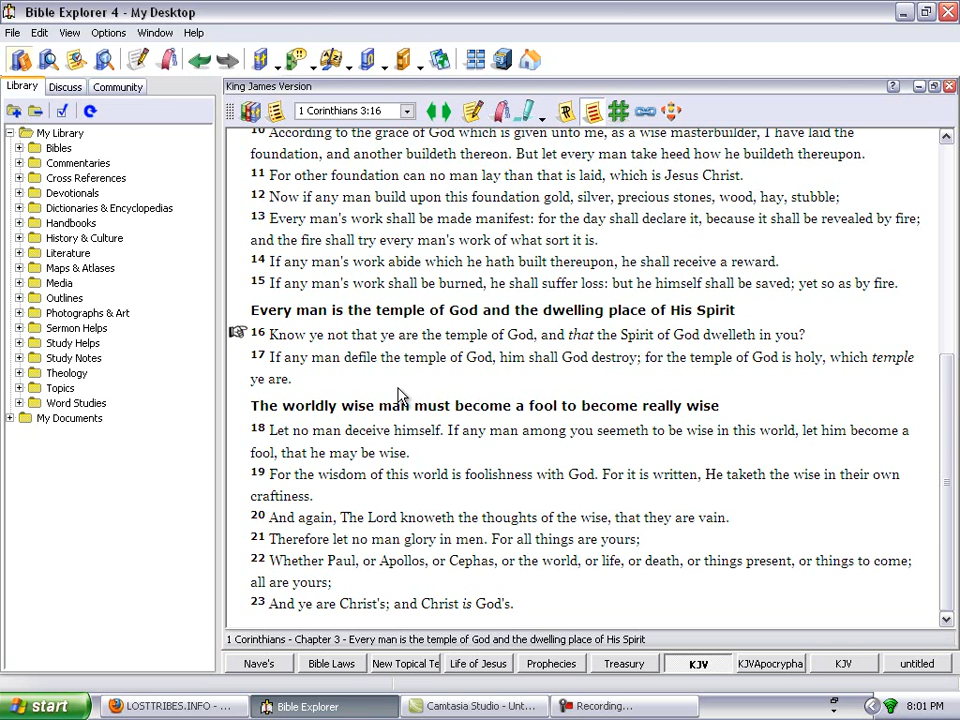 Bible Explorer 4 - My Desktop
File Edit View Options Window Help
Library Discuss Community
King James Version
1 Corinthians 3:16
My Library
Bibles
Commentaries
Cross References
Devotionals
Dictionaries & Encyclopedias
Handbooks
History & Culture
Literature
Maps & Atlases
Media
Outlines
Photographs & Art
Sermon Helps
Study Helps
Study Notes
Theology
Topics
Word Studies
My Documents
10 According to the grace of God which is given unto me, as a wise masterbuilder, I have laid the
foundation, and another buildeth thereon. But let every man take heed how he buildeth thereupon.
11 For other foundation can no man lay than that is laid, which is Jesus Christ.
12 Now if any man build upon this foundation gold, silver, precious stones, wood, hay, stubble;
13 Every man's work shall be made manifest: for the day shall declare it, because it shall be revealed by fire;
and the fire shall try every man's work of what sort it is.
14 If any man's work abide which he hath built thereupon, he shall receive a reward.
15 If any man's work shall be burned, he shall suffer loss: but he himself shall be saved; yet so as by fire.
Every man is the temple of God and the dwelling place of His Spirit
16 Know ye not that ye are the temple of God, and that the Spirit of God dwelleth in you?
17 If any man defile the temple of God, him shall God destroy; for the temple of God is holy, which temple
ye are.
The worldly wise man must become a fool to become really wise
18 Let no man deceive himself. If any man among you seemeth to be wise in this world, let him become a
fool, that he may be wise.
19 For the wisdom of this world is foolishness with God. For it is written, He taketh the wise in their own
craftiness.
20 And again, The Lord knoweth the thoughts of the wise, that they are vain.
21 Therefore let no man glory in men. For all things are yours;
22 Whether Paul, or Apollos, or Cephas, or the world, or life, or death, or things present, or things to come;
all are yours;
23 And ye are Christ's; and Christ is God's.
1 Corinthians - Chapter 3 - Every man is the temple of God and the dwelling place of His Spirit
Nave's Bible Laws New Topical Te Life of Jesus Prophecies Treasury KJV KJVApocrypha KJV untitled
start LOSTTRIBES.INFO - ... Bible Explorer Camtasia Studio - Unt... Recording... 8:01 PM